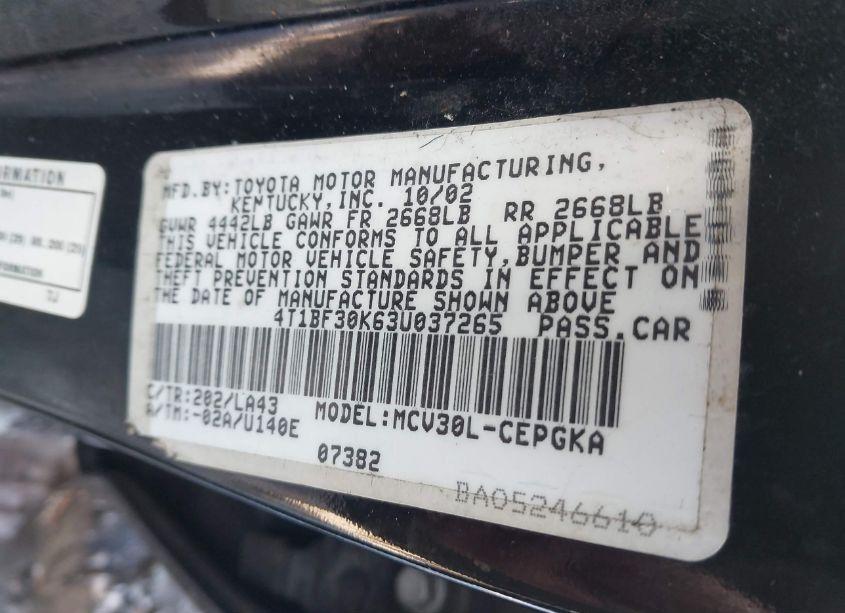 ORMATION
TJ
MFD.BY:TOYOTA MOTOR MANUFACTURING,
KENTUCKY,INC. 10/02
GVWR 4442LB GAWR FR 2668LB RR 2668LB
THIS VEHICLE CONFORMS TO ALL APPLICABLE
FEDERAL MOTOR VEHICLE SAFETY,BUMPER AND
THEFT PREVENTION STANDARDS IN EFFECT ON
THE DATE OF MANUFACTURE SHOWN ABOVE
4T1BF30K63U037265 PASS.CAR
C/TR:202/LA43
A/TM:-02A/U140E
MODEL:MCV30L-CEPGKA
07382
BA05246610